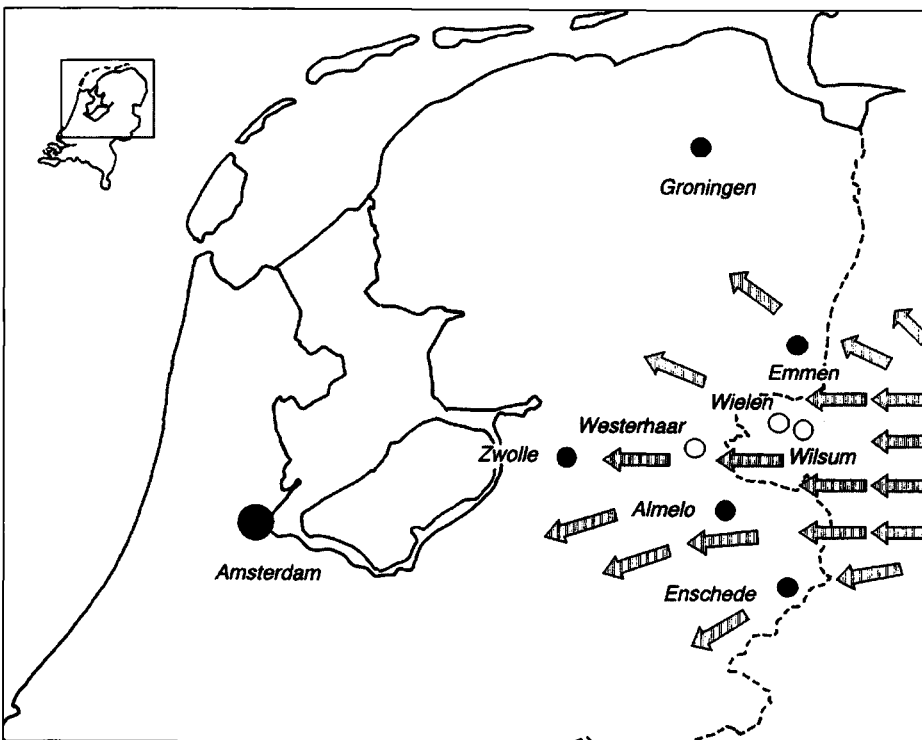 Groningen
Emmen
Wielen
Westerhaar
Zwolle
Wilsum
Almelo
Amsterdam
Enschede